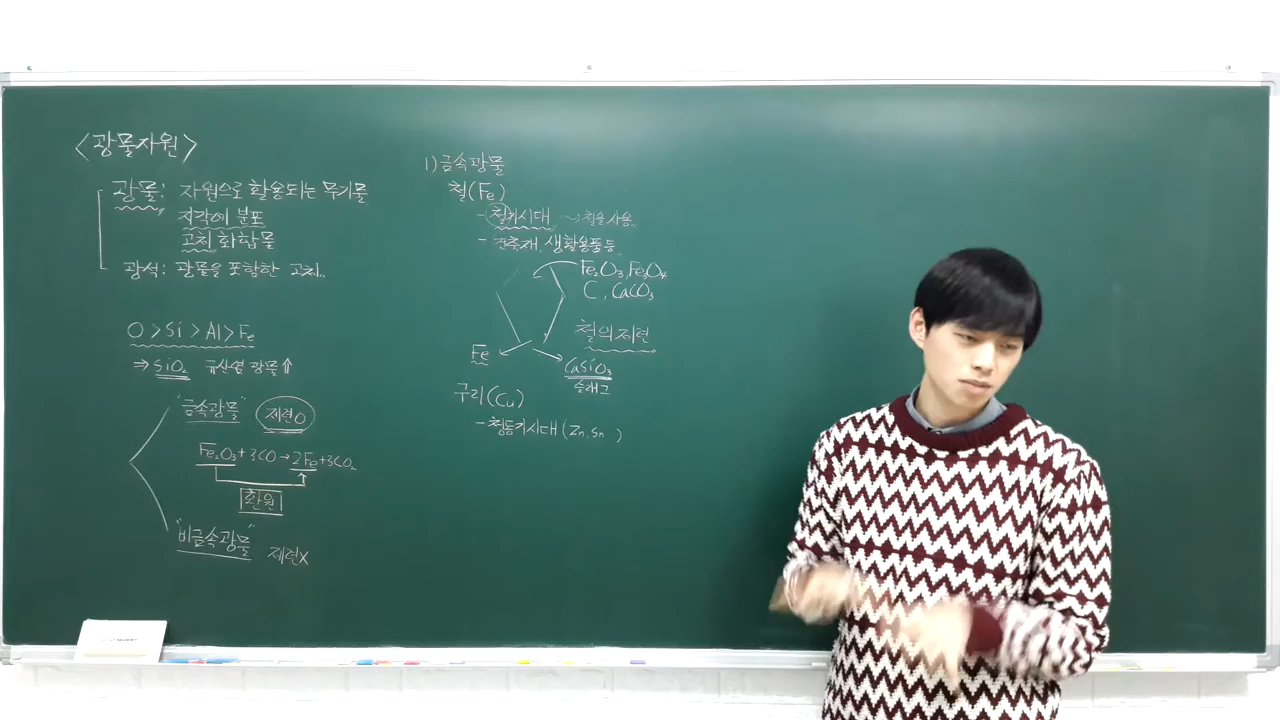 <광물자원>
광물: 자원으로 활용되는 무기물
지각에 분포
고체 화합물
광석: 광물을 포함한 고체.
O > Si > Al > Fe
⇒ SiO₂ 규산염 광물↑
"금속광물" 제련O
Fe₂O₃+3CO→2Fe+3CO₂
환원
"비금속광물" 제련X
1) 금속광물
철(Fe)
- 철기시대 → 철을 사용..
- 건축재, 생활용품 등..
Fe₂O₃, Fe₃O₄
C, CaCO₃
철의 제련
Fe
CaSiO₃
슬래그
구리(Cu)
- 청동기시대 (Zn, Sn )